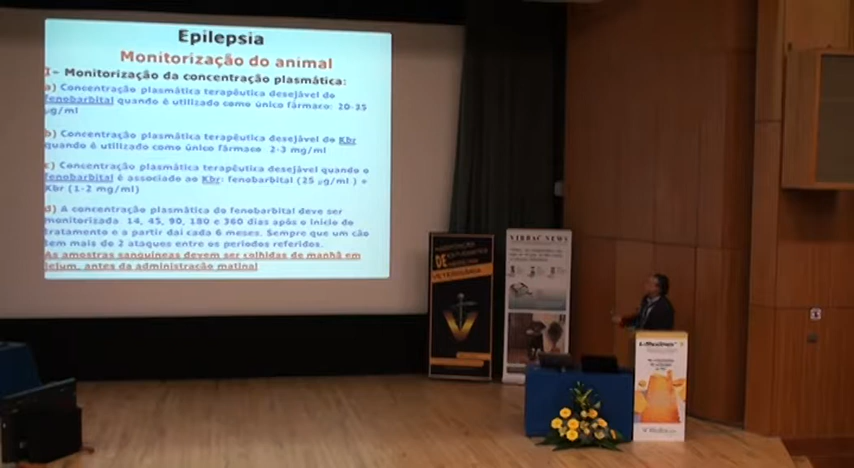 Epilepsia
Monitorização do animal
I- Monitorização da concentração plasmática:
a) Concentração plasmática terapêutica desejável do
fenobarbital quando é utilizado como único fármaco: 20-35
µg/ml
b) Concentração plasmática terapêutica desejável do Kbr
quando é utilizado como único fármaco 2-3 mg/ml
c) Concentração plasmática terapêutica desejável quando o
fenobarbital é associado ao Kbr: fenobarbital (25 µg/ml ) e
Kbr (1-2 mg/ml)
d) A concentração plasmática do fenobarbital deve ser
monitorizada 14, 45, 90, 180 e 360 dias após o início do
tratamento e a partir daí cada 6 meses. Sempre que um cão
tem mais de 2 ataques entre os períodos referidos.
As amostras sanguíneas devem ser colhidas de manhã em
jejum, antes da administração matinal
VIRBAC NEWS
DE
VETERINÁRIA